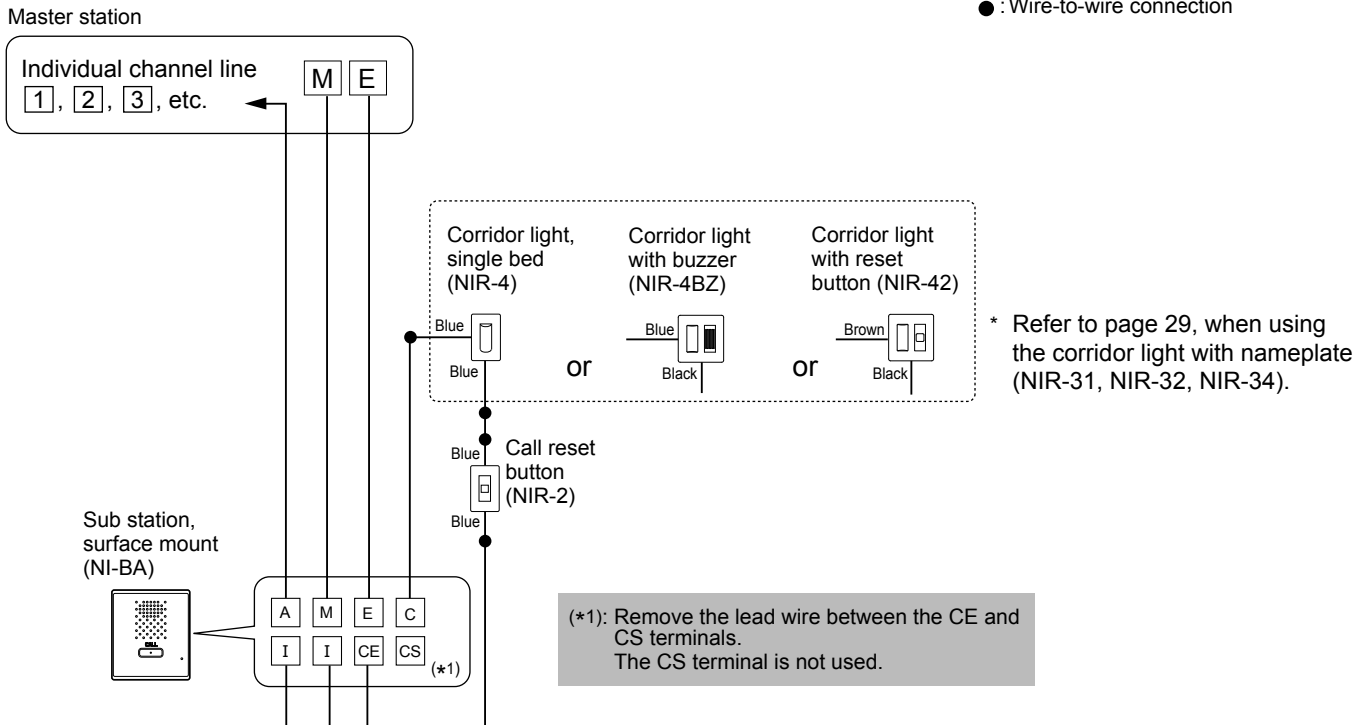 ● : Wire-to-wire connection
Master station
Individual channel line
1, 2, 3, etc.
M E
Corridor light,
single bed
(NIR-4)
Corridor light
with buzzer
(NIR-4BZ)
Corridor light
with reset
button (NIR-42)
Blue
Blue
or
Blue
Black
or
Brown
Black
* Refer to page 29, when using
the corridor light with nameplate
(NIR-31, NIR-32, NIR-34).
Blue
Call reset
button
(NIR-2)
Blue
Sub station,
surface mount
(NI-BA)
CALL
A M E C
I I CE CS
(*1)
(*1): Remove the lead wire between the CE and
CS terminals.
The CS terminal is not used.